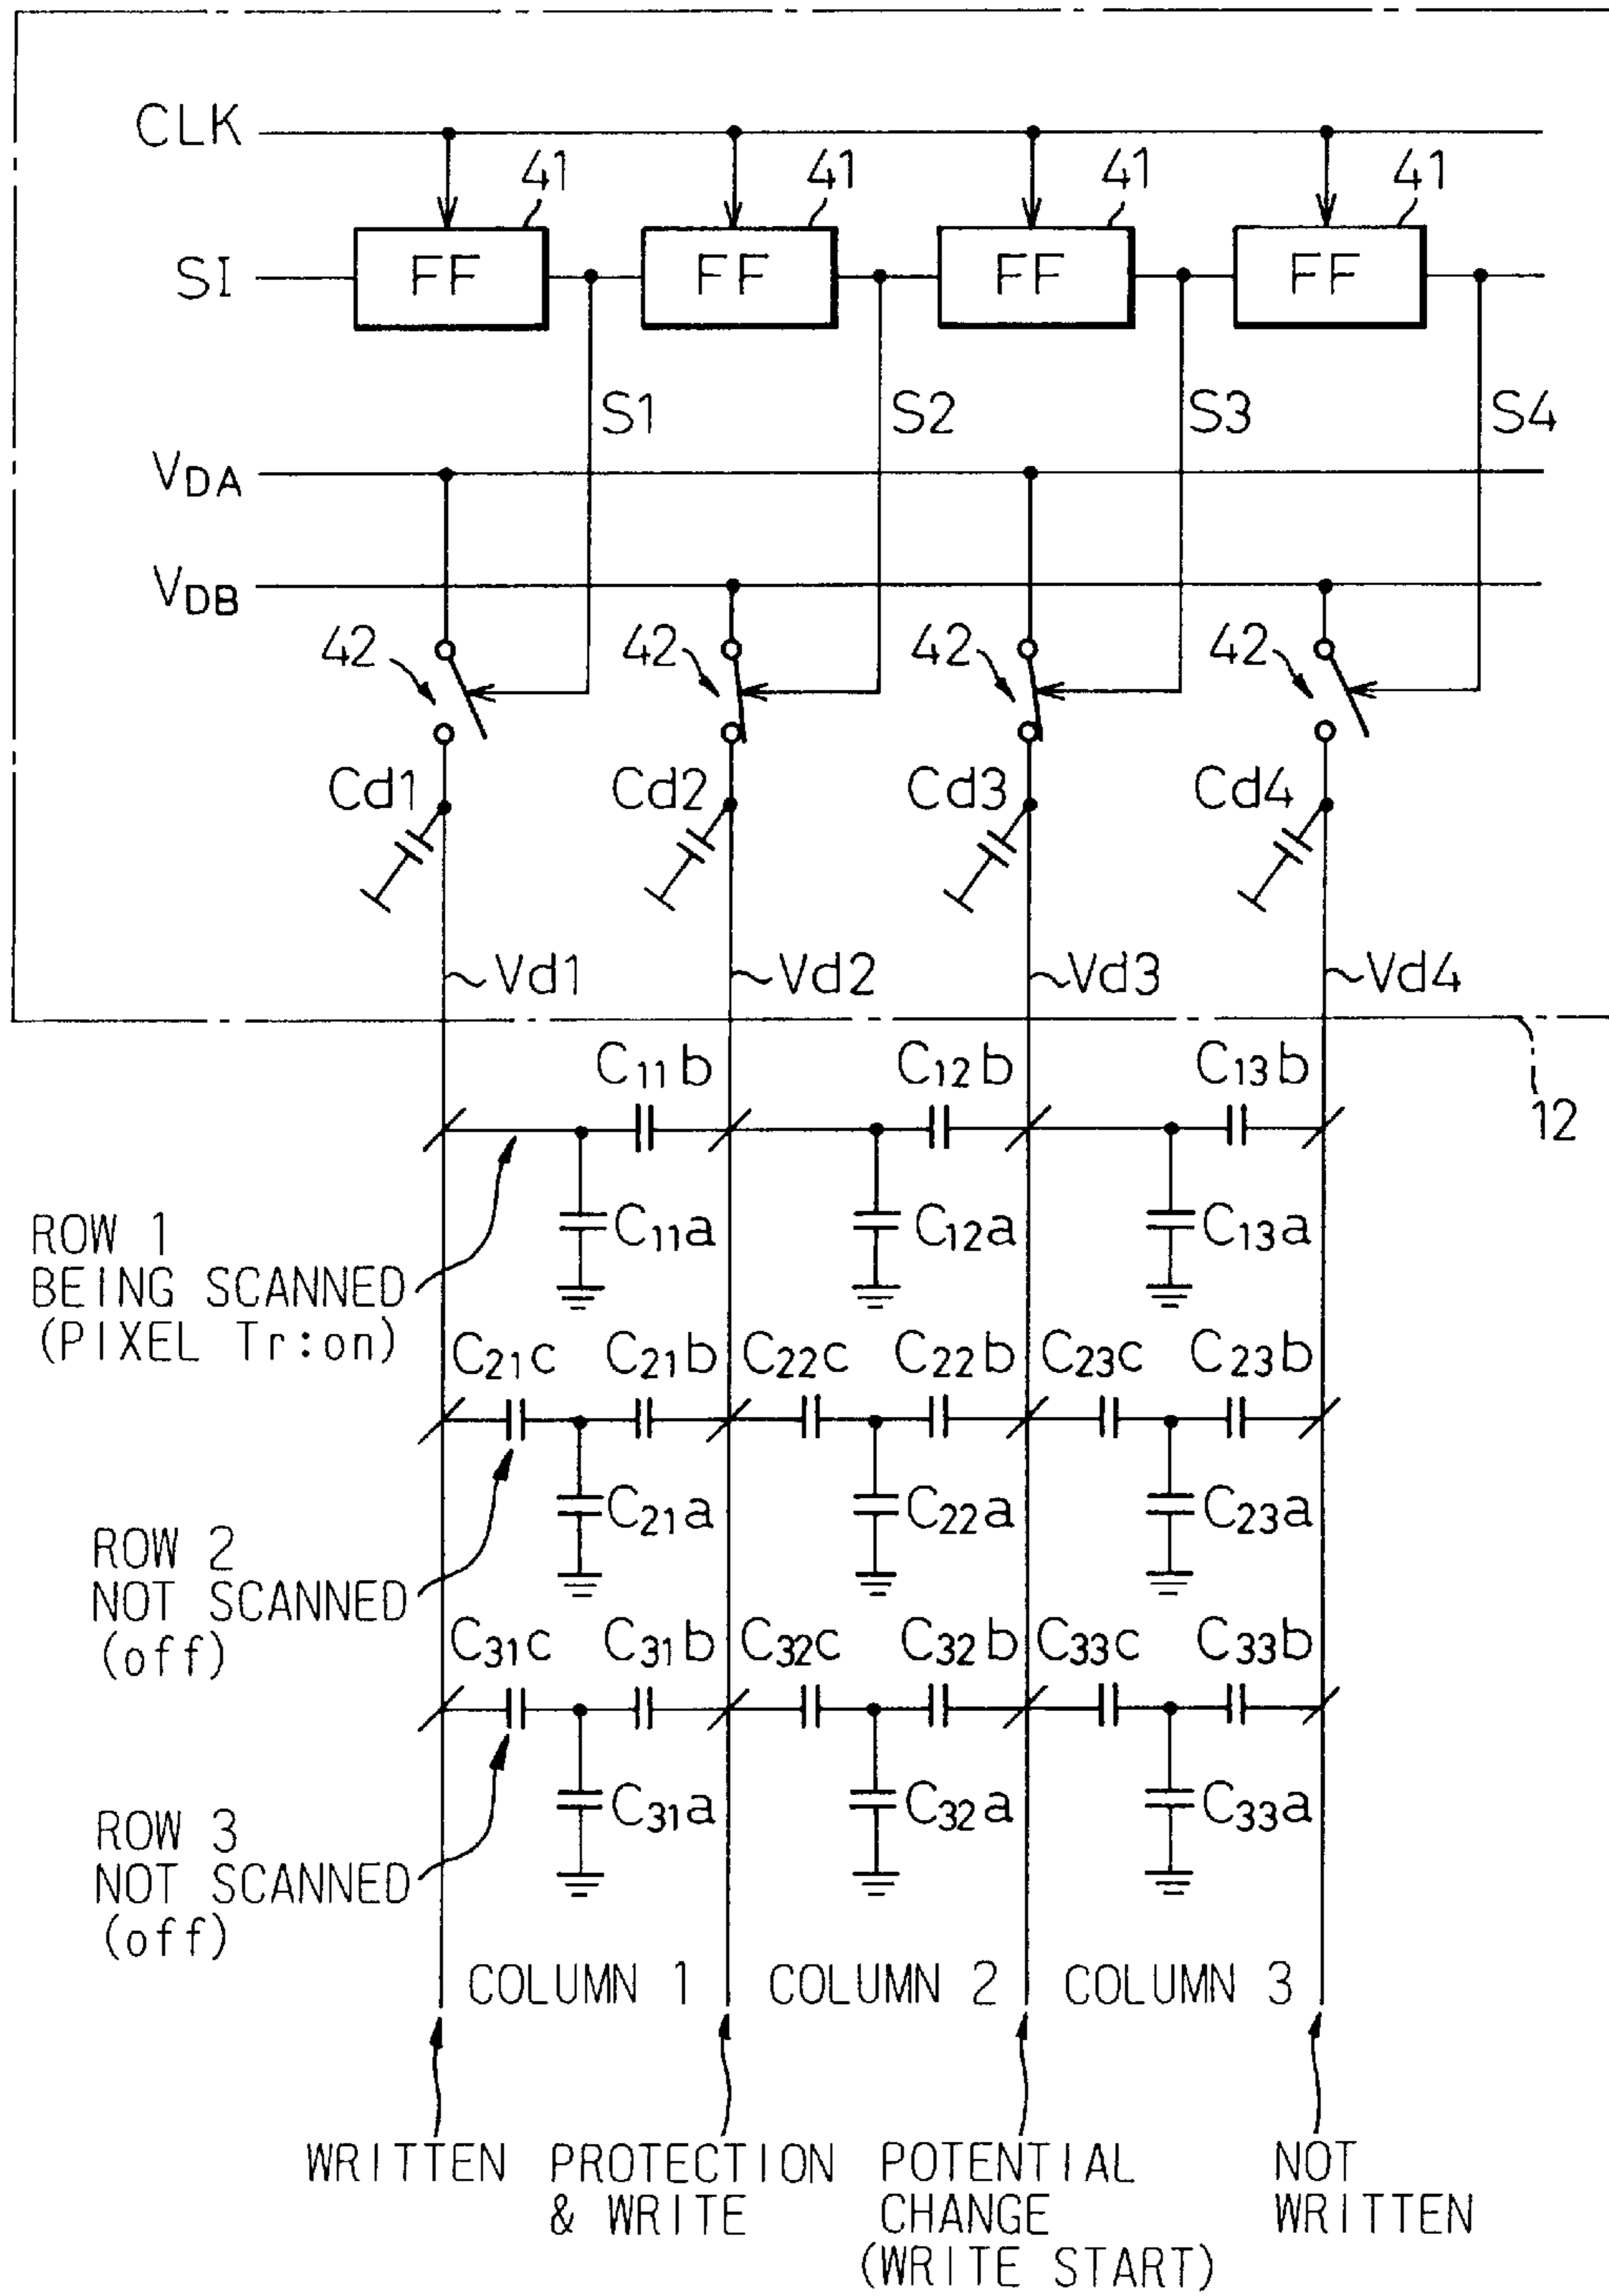 CLK
41 41 41 41
SI FF FF FF FF
S1 S2 S3 S4
VDA
VDB
42 42 42 42
Cd1 Cd2 Cd3 Cd4
Vd1 Vd2 Vd3 Vd4
C11b C12b C13b
12
C11a C12a C13a
ROW 1
BEING SCANNED
(PIXEL Tr:on)
C21c C21b C22c C22b C23c C23b
C21a C22a C23a
ROW 2
NOT SCANNED
(off)
C31c C31b C32c C32b C33c C33b
C31a C32a C33a
ROW 3
NOT SCANNED
(off)
COLUMN 1 COLUMN 2 COLUMN 3
WRITTEN
PROTECTION
& WRITE
POTENTIAL
CHANGE
(WRITE START)
NOT
WRITTEN